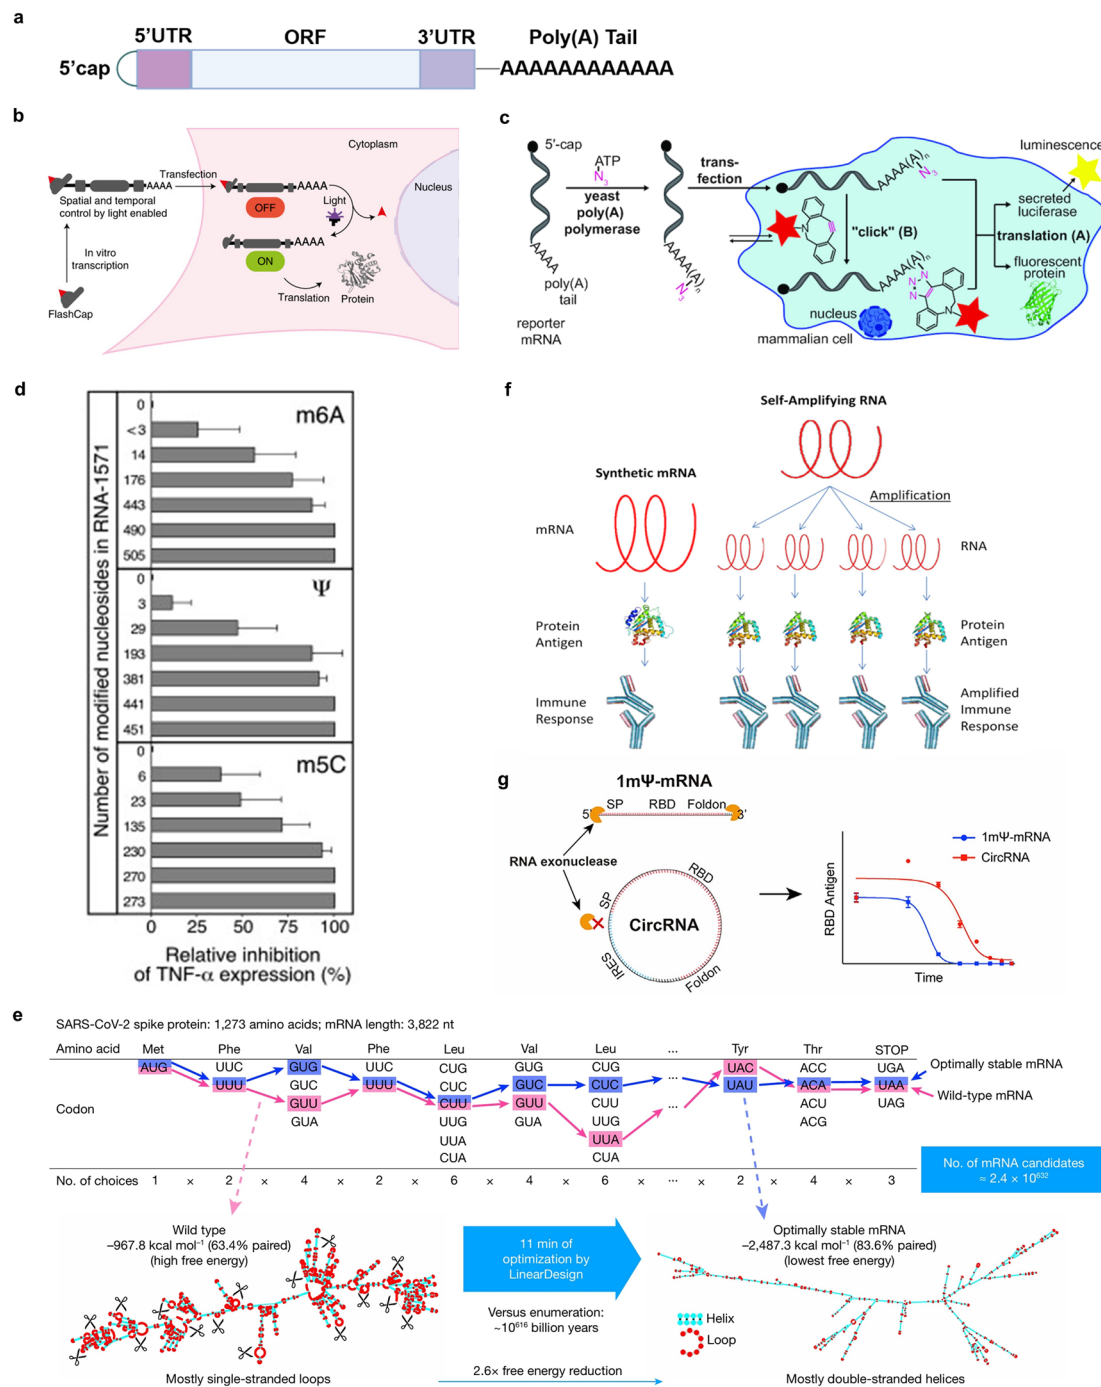 a
5'UTR
ORF
3'UTR
Poly(A) Tail
5'cap
AAAAAAAAAAAA
b
Cytoplasm
Nucleus
Transfection
AAAA
AAAA
Spatial and temporal
control by light enabled
OFF
Light
In vitro
transcription
AAAA
ON
Translation
Protein
FlashCap
c
5'-cap
ATP
N3
yeast
poly(A)
polymerase
trans-
fection
AAAA
poly(A)
tail
reporter
mRNA
AAAA(A)n
N3
AAAA(A)n
N3
"click" (B)
N
AAAA(A)n
N
N
N
N
luminescence
secreted
luciferase
translation (A)
fluorescent
protein
nucleus
mammalian cell
d
Number of modified nucleosides in RNA-1571
m6A
0
<3
14
176
443
490
505
Ψ
0
3
29
193
381
441
451
m5C
0
6
23
135
230
270
273
0 25 50 75 100
Relative inhibition
of TNF-α expression (%)
f
Self-Amplifying RNA
Synthetic mRNA
Amplification
mRNA
RNA
Protein
Antigen
Protein
Antigen
Immune
Response
Amplified
Immune
Response
g
1mΨ-mRNA
5'
SP
RBD
Foldon
3'
RNA exonuclease
SP
RBD
CircRNA
IRES
Foldon
RBD Antigen
Time
1mΨ-mRNA
CircRNA
e
SARS-CoV-2 spike protein: 1,273 amino acids; mRNA length: 3,822 nt
Amino acid Met Phe Val Phe Leu Val Leu ... Tyr Thr STOP
AUG UUC GUG UUC CUG GUG CUG UAC ACC UGA
UUU GUC UUU CUC GUC CUC ... UAU ACA UAA
Codon GUU CUU GUU CUU ... ACU UAG
GUA UUG GUA UUG ACG
UUA UUA
CUA CUA
Optimally stable mRNA
Wild-type mRNA
No. of choices 1 × 2 × 4 × 2 × 6 × 4 × 6 × ... × 2 × 4 × 3
No. of mRNA candidates
≈ 2.4 × 10⁶³²
Wild type
−967.8 kcal mol⁻¹ (63.4% paired)
(high free energy)
11 min of
optimization by
LinearDesign
Versus enumeration:
~10⁶¹⁶ billion years
Optimally stable mRNA
−2,487.3 kcal mol⁻¹ (83.6% paired)
(lowest free energy)
Helix
Loop
Mostly single-stranded loops
2.6× free energy reduction
Mostly double-stranded helices